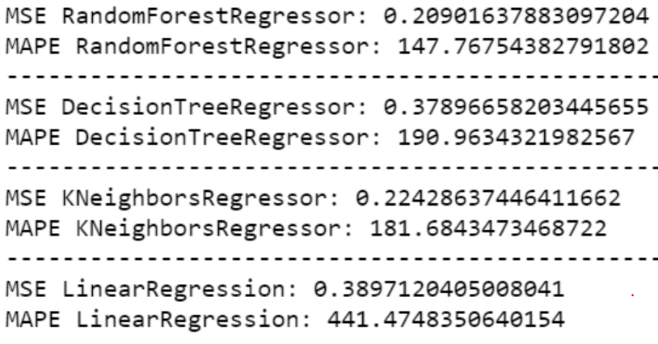 MSE RandomForestRegressor: 0.20901637883097204
MAPE RandomForestRegressor: 147.76754382791802
------------------------------------------------
MSE DecisionTreeRegressor: 0.37896658203445655
MAPE DecisionTreeRegressor: 190.9634321982567
------------------------------------------------
MSE KNeighborsRegressor: 0.22428637446411662
MAPE KNeighborsRegressor: 181.6843473468722
------------------------------------------------
MSE LinearRegression: 0.3897120405008041
MAPE LinearRegression: 441.4748350640154